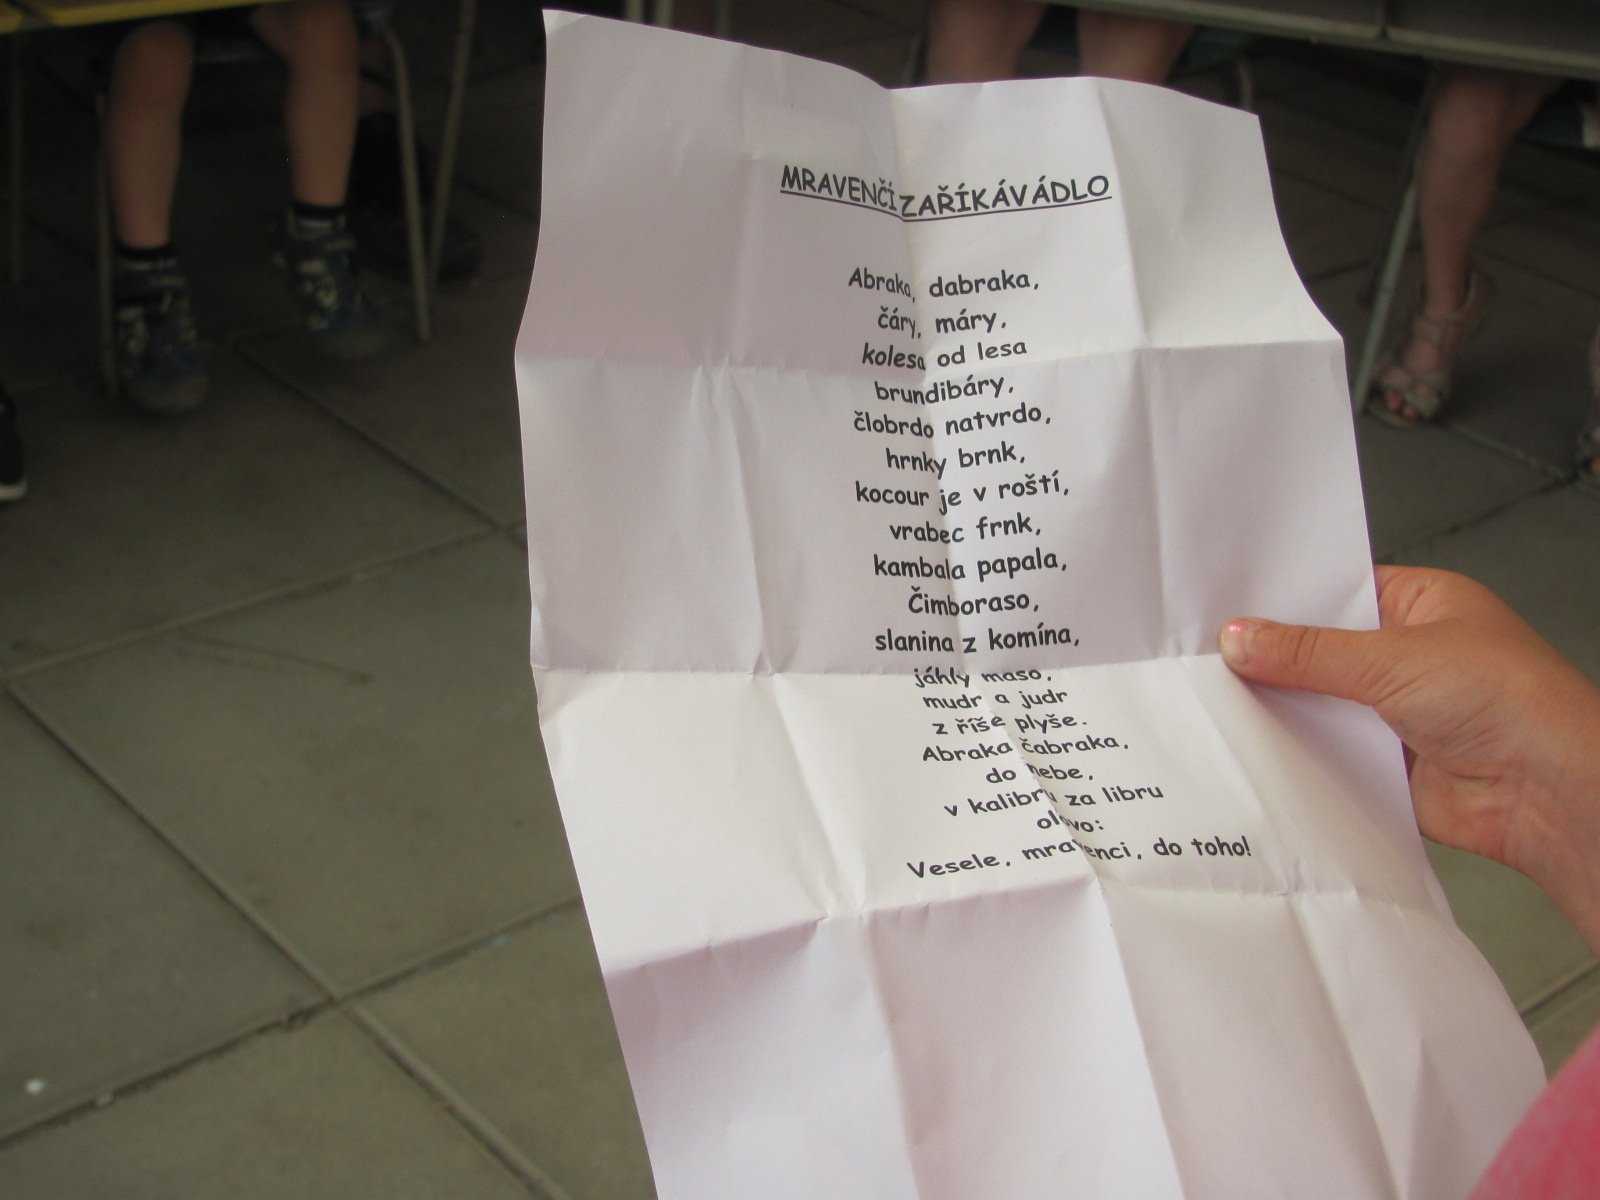 MRAVENČÍ ZAŘÍKÁVÁDLO
Abraka, dabraka,
čáry, máry,
kolesa od lesa
brundibáry,
člobrdo natvrdo,
hrnky brnk,
kocour je v roští,
vrabec frnk,
kambala papala,
Čimboraso,
slanina z komína,
jáhly maso,
mudr a judr
z říše plyše.
Abraka čabraka,
do nebe,
v kalibru za libru
olovo:
Vesele, mravenci, do toho!